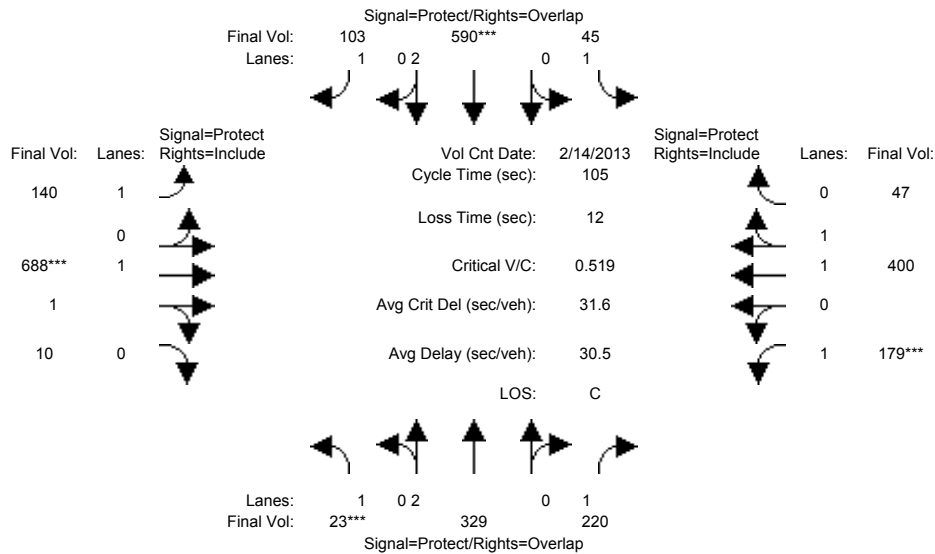 Signal=Protect/Rights=Overlap
Final Vol: 103 590*** 45
Lanes: 1 0 2 0 1
Signal=Protect Signal=Protect
Final Vol: Lanes: Rights=Include Vol Cnt Date: 2/14/2013 Rights=Include Lanes: Final Vol:
Cycle Time (sec): 105
140 1 0 47
Loss Time (sec): 12
0 1
688*** 1 Critical V/C: 0.519 1 400
1 Avg Crit Del (sec/veh): 31.6 0
10 0 Avg Delay (sec/veh): 30.5 1 179***
LOS: C
Lanes: 1 0 2 0 1
Final Vol: 23*** 329 220
Signal=Protect/Rights=Overlap